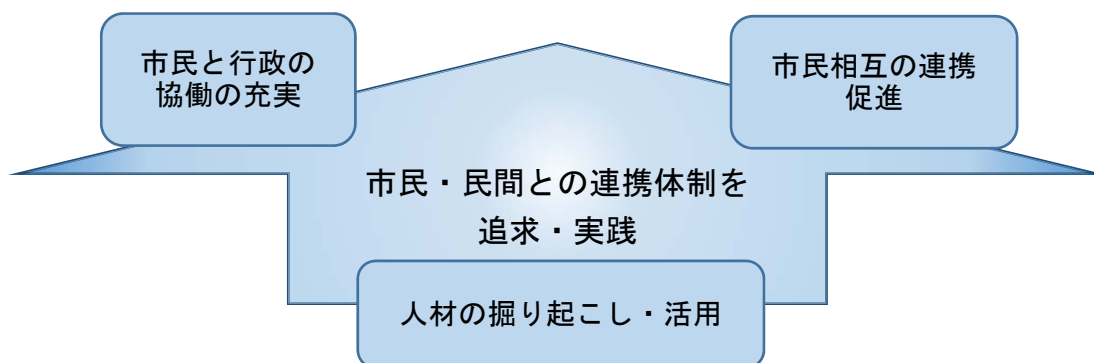 市民と行政の
協働の充実
市民相互の連携
促進
市民・民間との連携体制を
追求・実践
人材の掘り起こし・活用